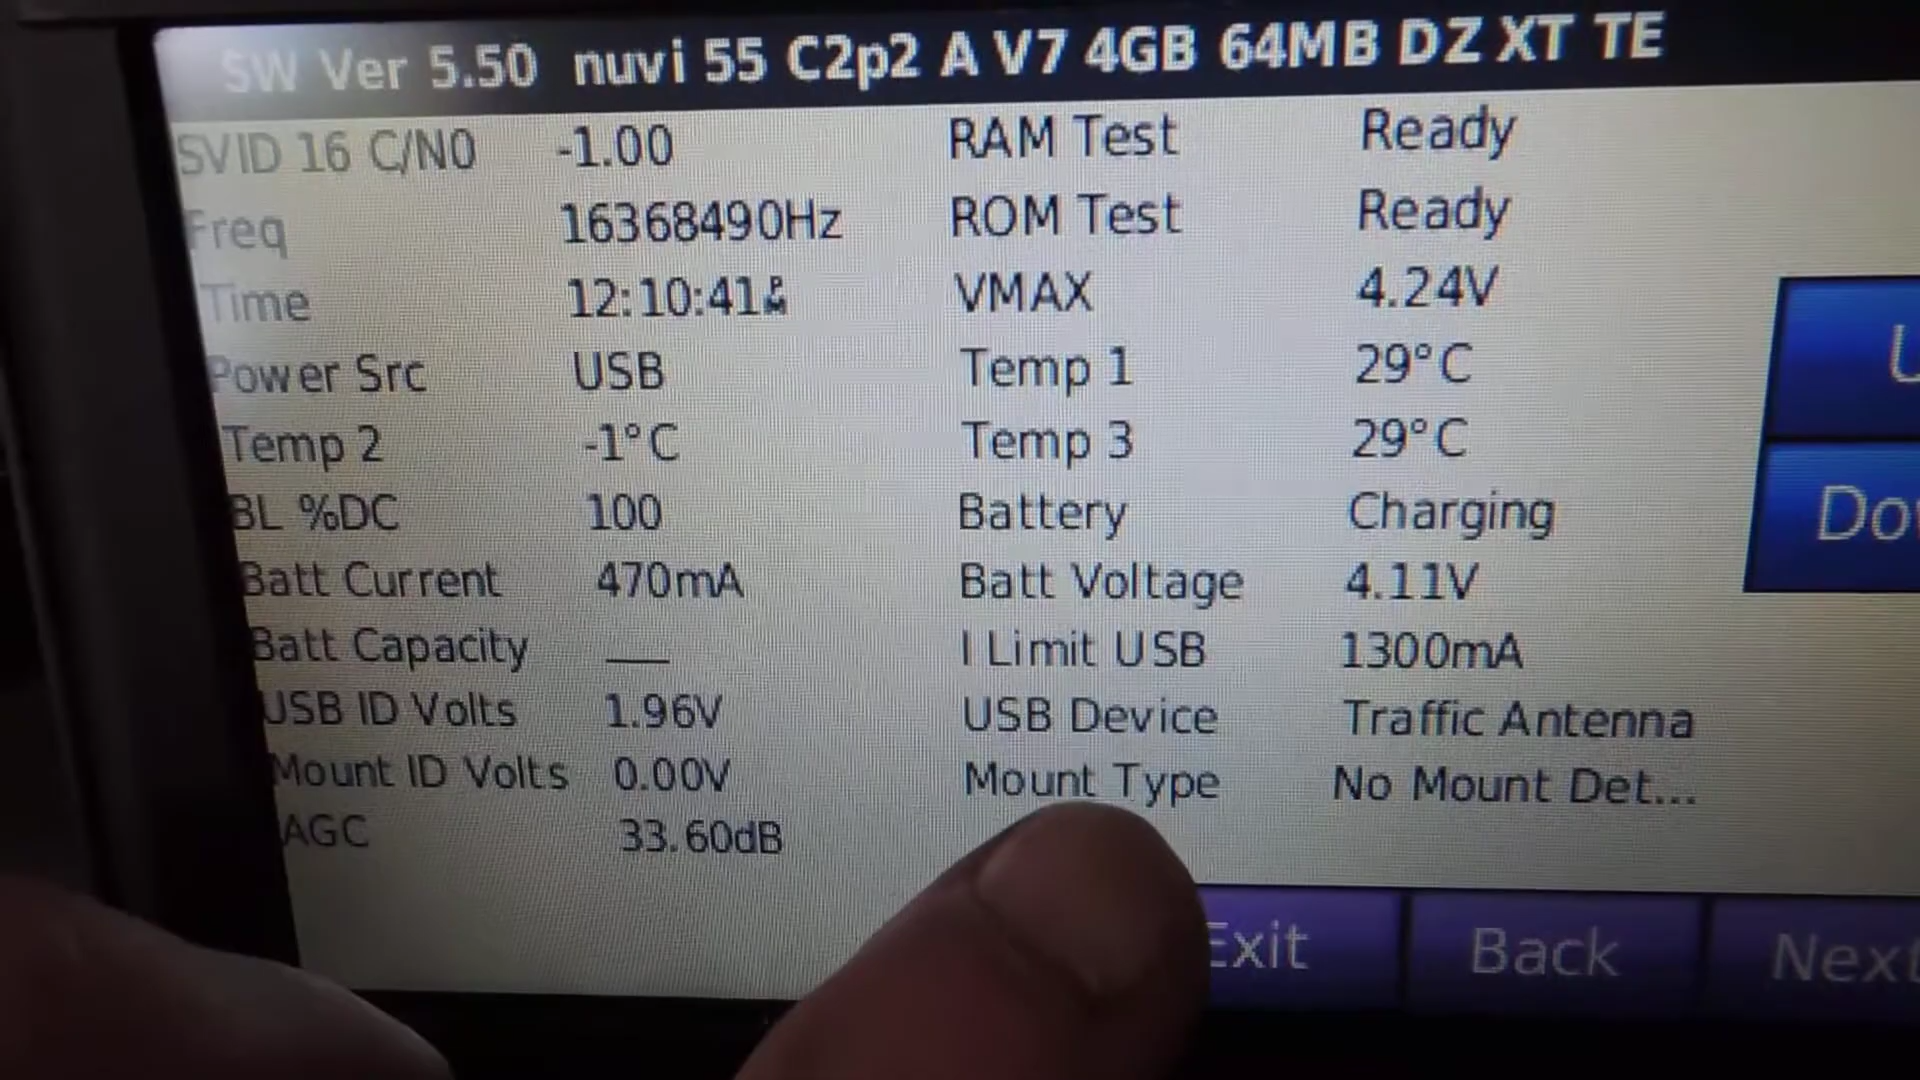 SW Ver 5.50 nuvi 55 C2p2 A V7 4GB 64MB DZ XT TE
SVID 16 C/N0 -1.00 RAM Test Ready
Freq 16368490Hz ROM Test Ready
Time 12:10:41PM VMAX 4.24V
Power Src USB Temp 1 29°C
Temp 2 -1°C Temp 3 29°C
BL %DC 100 Battery Charging
Batt Current 470mA Batt Voltage 4.11V
Batt Capacity __ I Limit USB 1300mA
USB ID Volts 1.96V USB Device Traffic Antenna
Mount ID Volts 0.00V Mount Type No Mount Det...
AGC 33.60dB
Exit Back Next